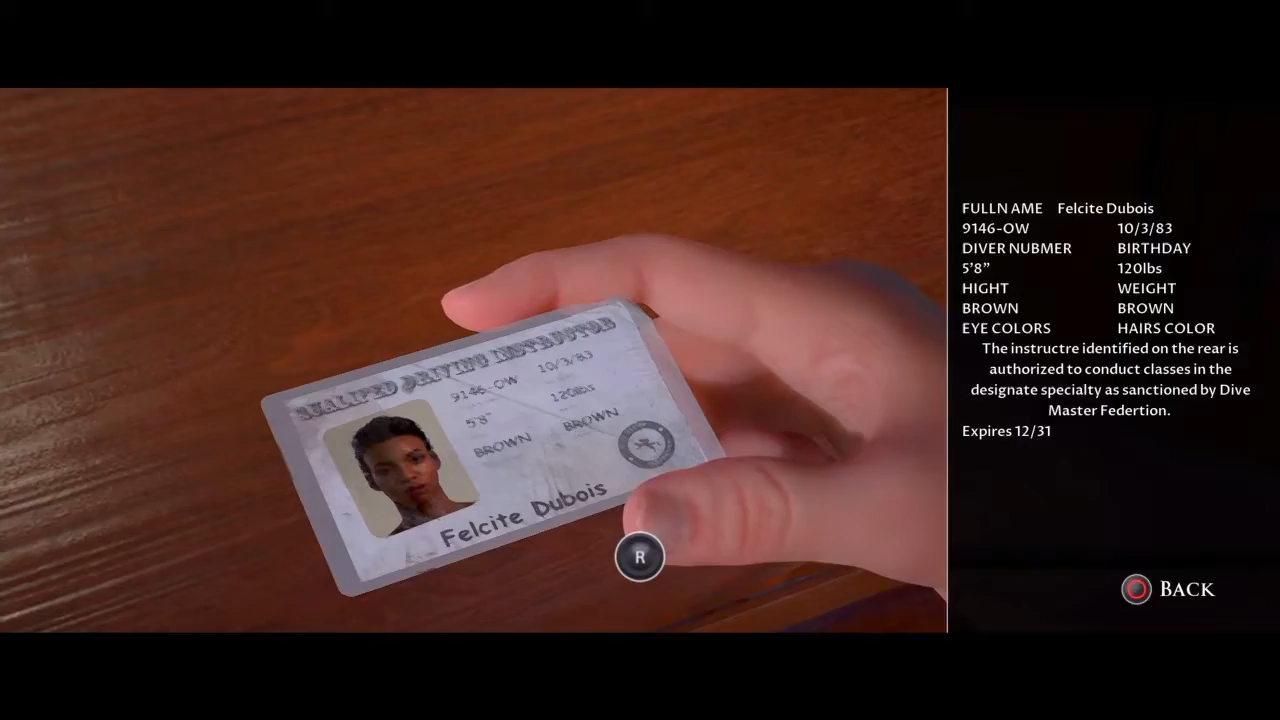 QUALIFED DRIVING INSTRUCTOR
9146-OW 10/3/83
5'8" 120lbs
BROWN BROWN
Felcite Dubois
R
FULLN AME Felcite Dubois
9146-OW 10/3/83
DIVER NUBMER BIRTHDAY
5'8” 120lbs
HIGHT WEIGHT
BROWN BROWN
EYE COLORS HAIRS COLOR
The instructre identified on the rear is
authorized to conduct classes in the
designate specialty as sanctioned by Dive
Master Federtion.
Expires 12/31
BACK